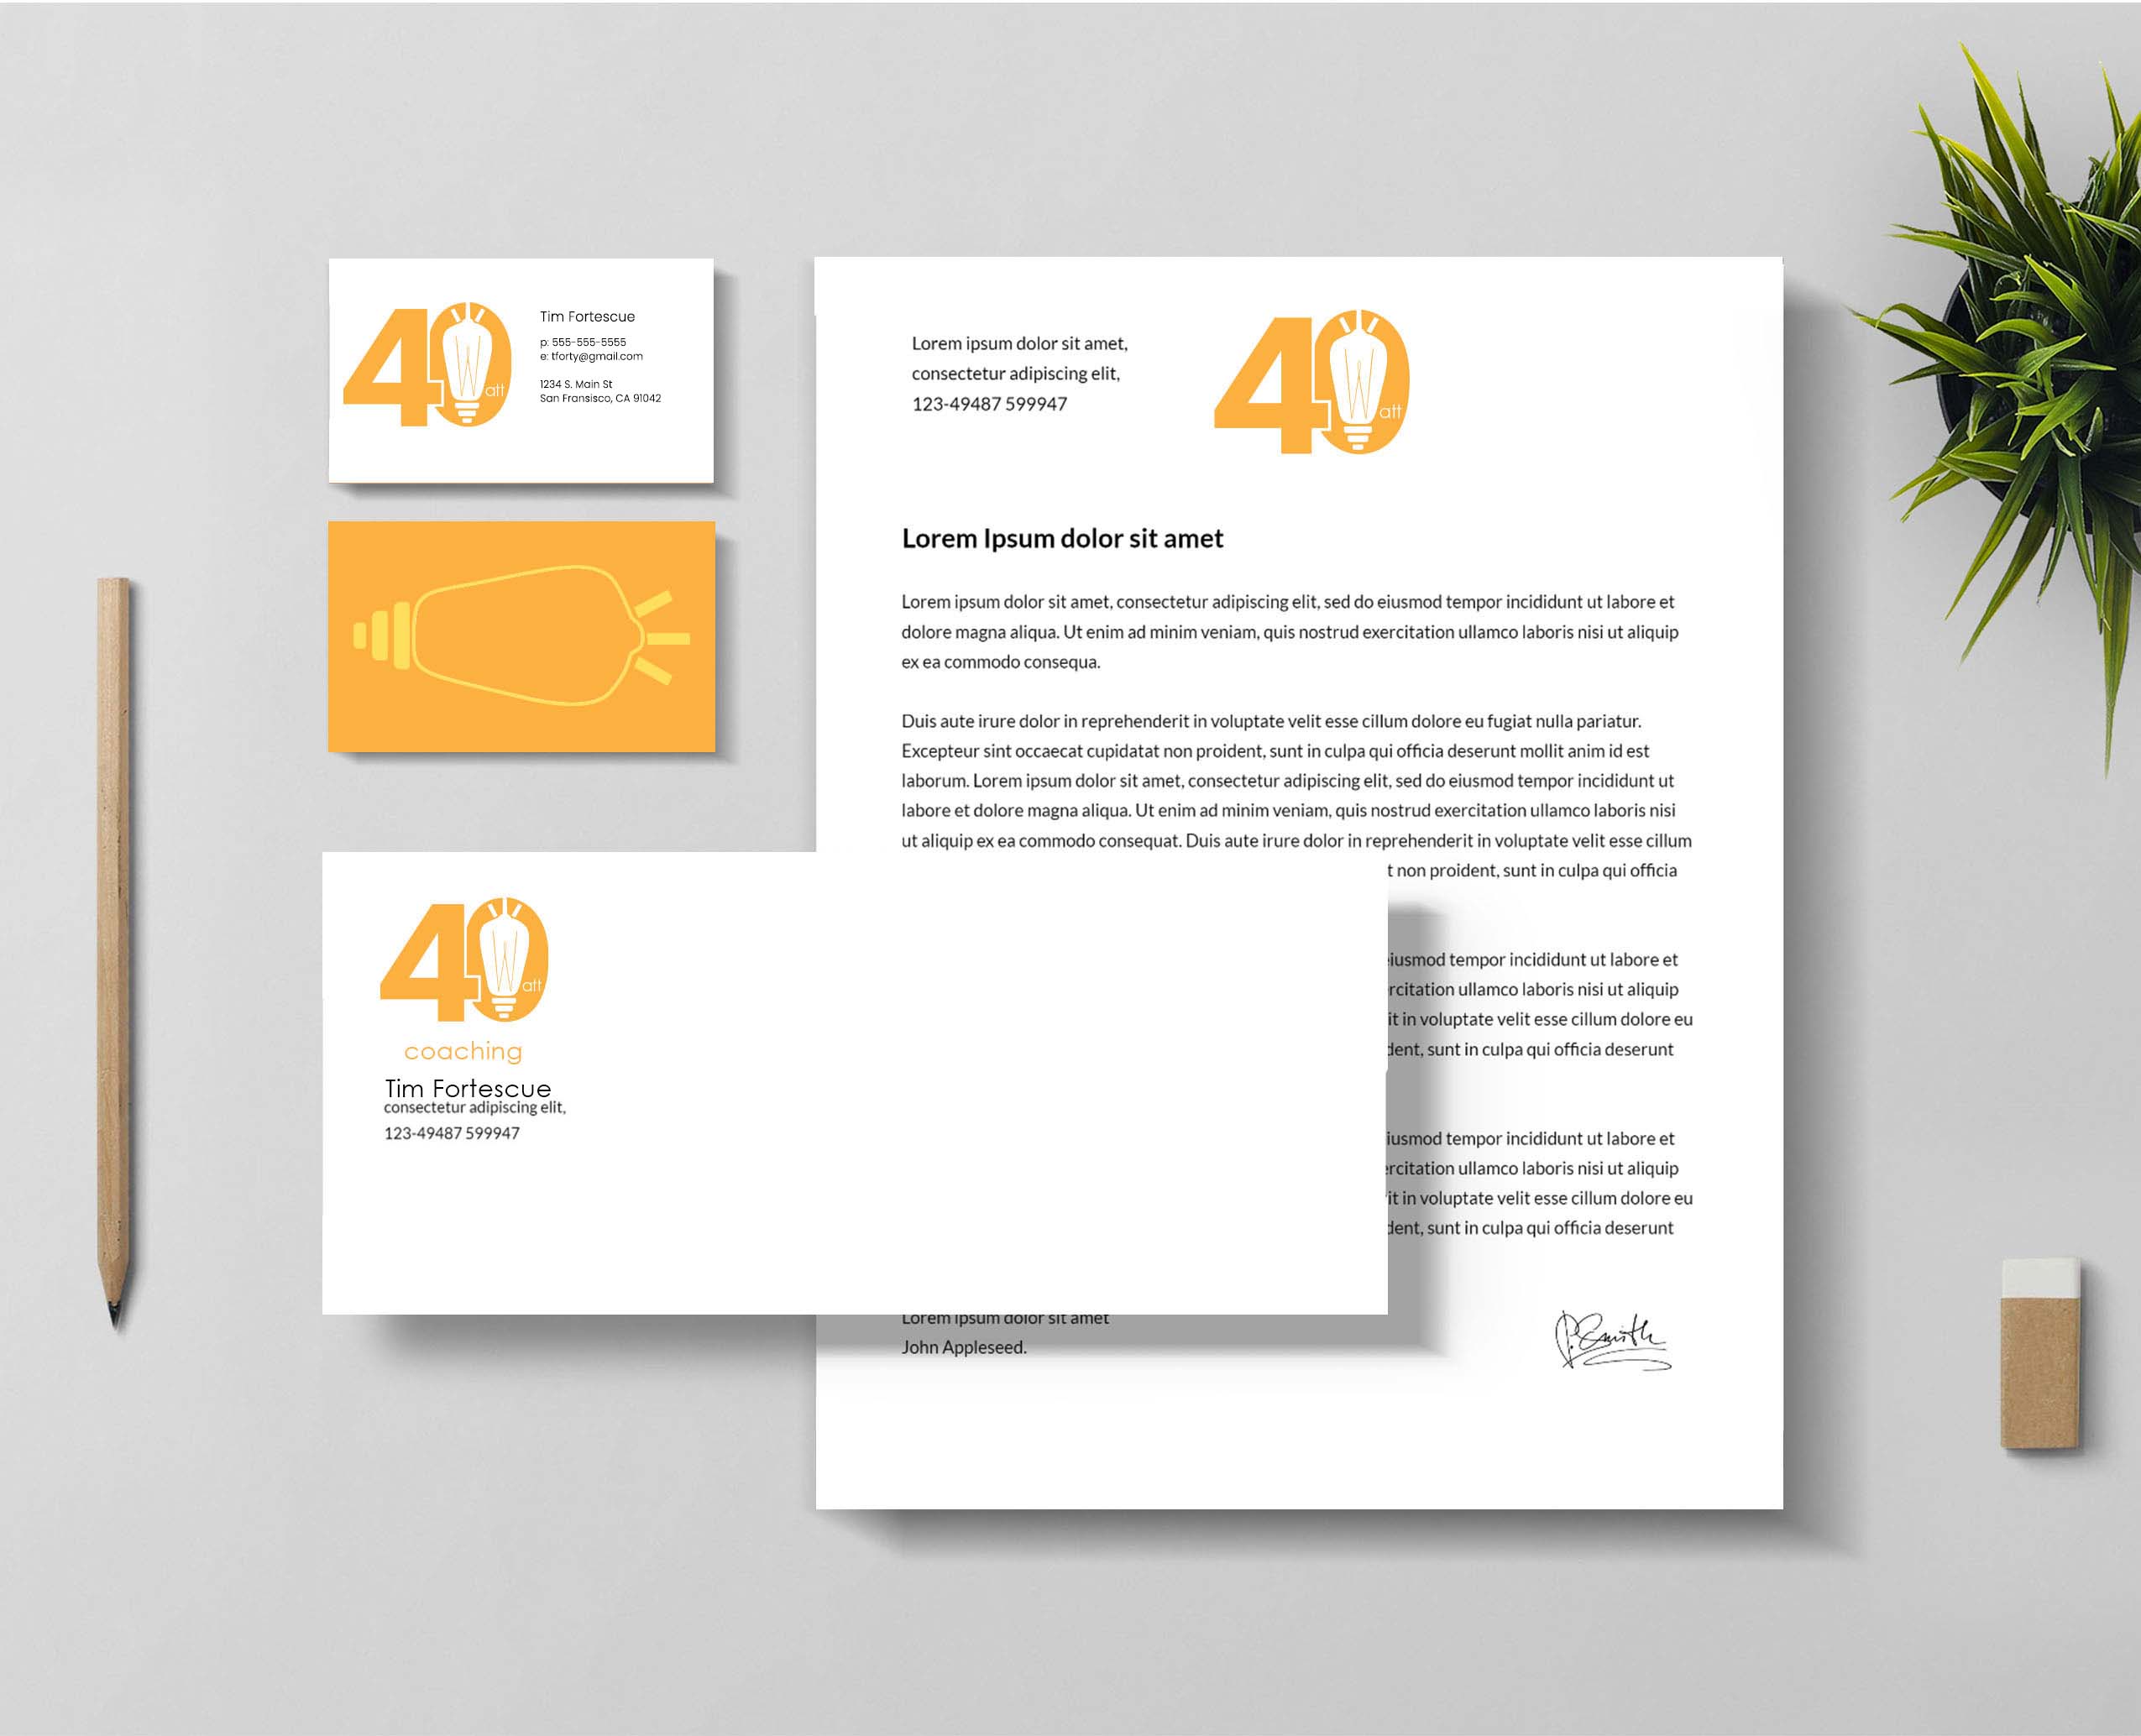 40
Watt
Tim Fortescue
p: 555-555-5555
e: tforty@gmail.com
1234 S. Main St
San Fransisco, CA 91042
40
Watt
coaching
Tim Fortescue
consectetur adipiscing elit,
123-49487 599947
Lorem ipsum dolor sit amet,
consectetur adipiscing elit,
123-49487 599947
40
Watt
Lorem Ipsum dolor sit amet
Lorem ipsum dolor sit amet, consectetur adipiscing elit, sed do eiusmod tempor incididunt ut labore et
dolore magna aliqua. Ut enim ad minim veniam, quis nostrud exercitation ullamco laboris nisi ut aliquip
ex ea commodo consequa.
Duis aute irure dolor in reprehenderit in voluptate velit esse cillum dolore eu fugiat nulla pariatur.
Excepteur sint occaecat cupidatat non proident, sunt in culpa qui officia deserunt mollit anim id est
laborum. Lorem ipsum dolor sit amet, consectetur adipiscing elit, sed do eiusmod tempor incididunt ut
labore et dolore magna aliqua. Ut enim ad minim veniam, quis nostrud exercitation ullamco laboris nisi
ut aliquip ex ea commodo consequat. Duis aute irure dolor in reprehenderit in voluptate velit esse cillum
t non proident, sunt in culpa qui officia
iusmod tempor incididunt ut labore et
rcitation ullamco laboris nisi ut aliquip
it in voluptate velit esse cillum dolore eu
dent, sunt in culpa qui officia deserunt
iusmod tempor incididunt ut labore et
ercitation ullamco laboris nisi ut aliquip
it in voluptate velit esse cillum dolore eu
dent, sunt in culpa qui officia deserunt
Lorem ipsum dolor sit amet
John Appleseed.
P. Smith